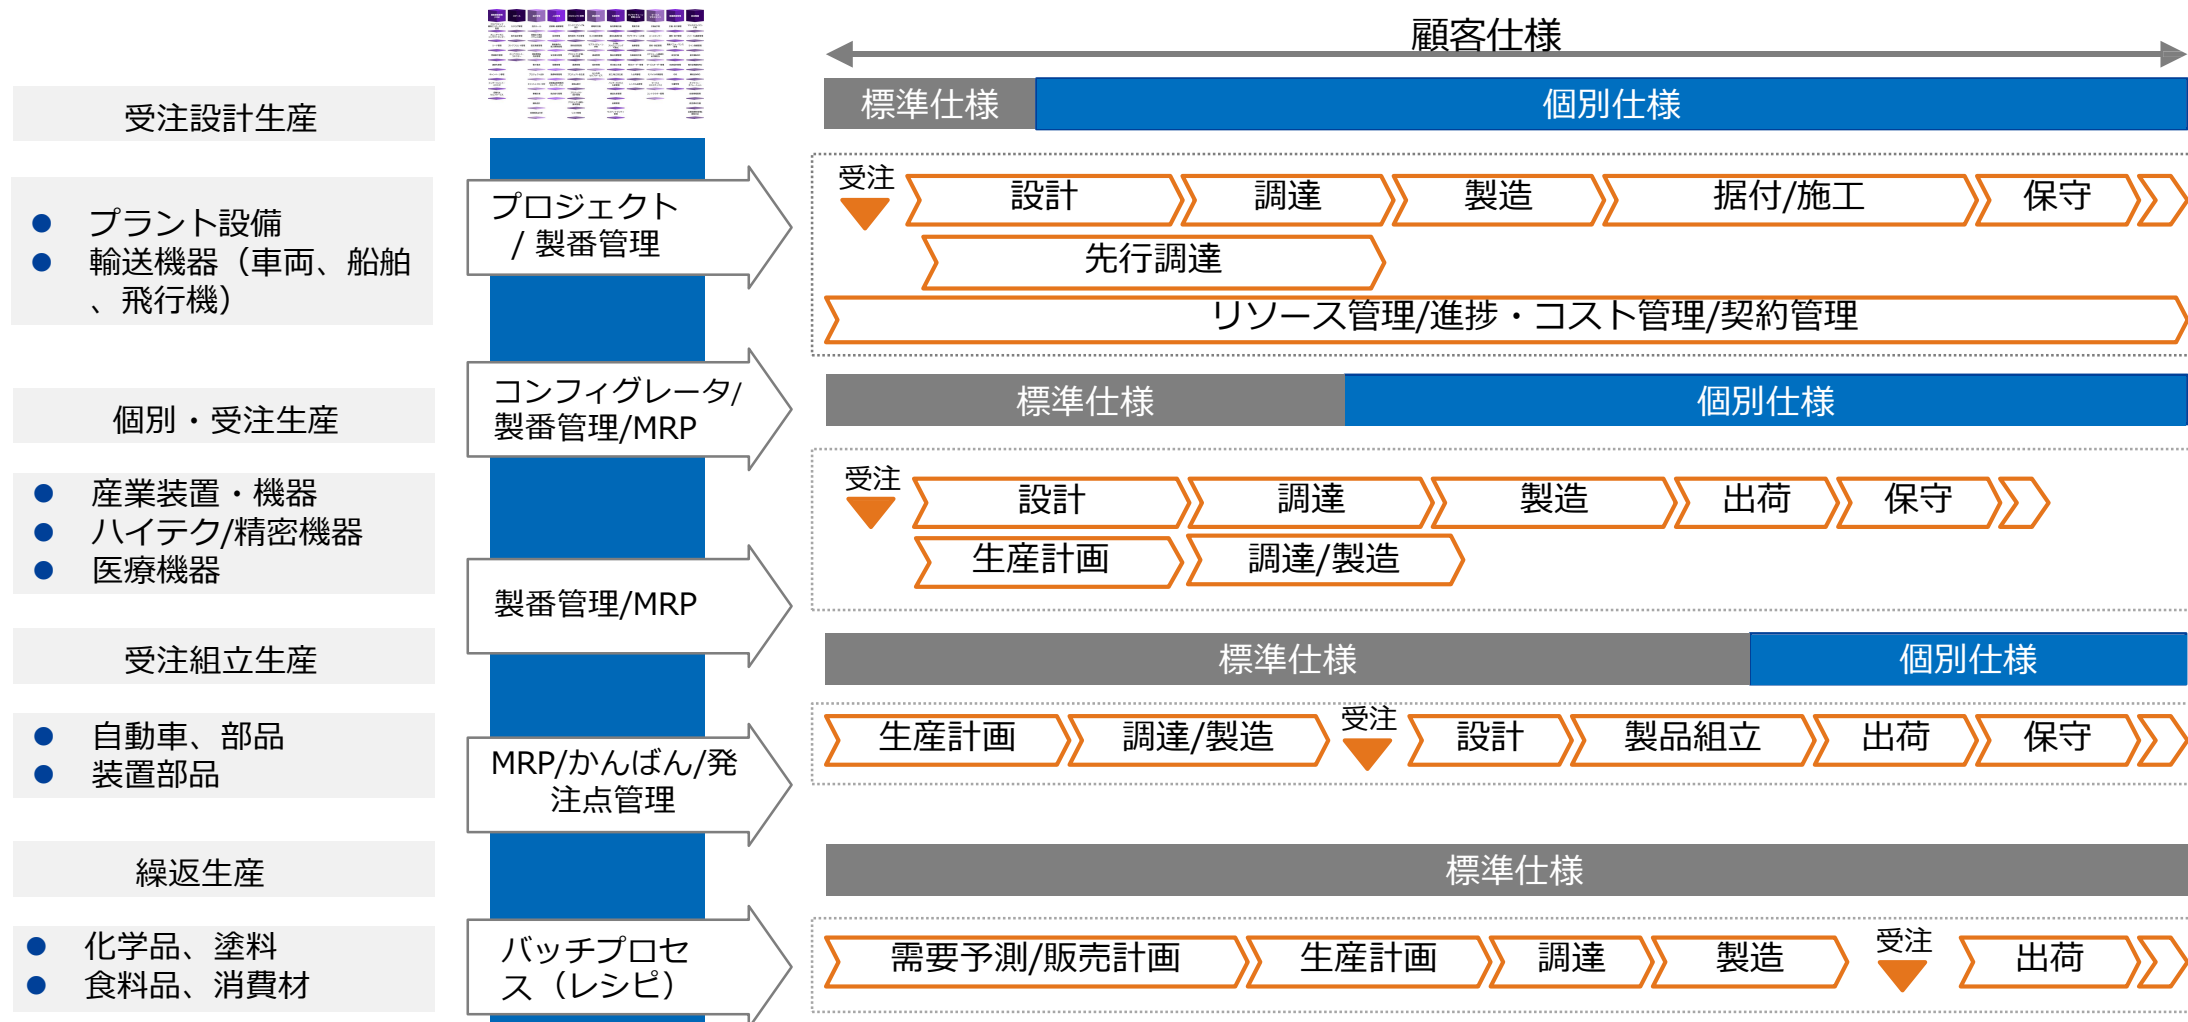 顧客仕様
標準仕様
個別仕様
受注設計生産
プラント設備
輸送機器（車両、船舶
、飛行機）
プロジェクト
/ 製番管理
受注
設計
調達
製造
据付/施工
保守
先行調達
リソース管理/進捗・コスト管理/契約管理
個別・受注生産
コンフィグレータ/
製番管理/MRP
標準仕様
個別仕様
産業装置・機器
ハイテク/精密機器
医療機器
受注
設計
調達
製造
出荷
保守
生産計画
調達/製造
製番管理/MRP
受注組立生産
標準仕様
個別仕様
自動車、部品
装置部品
MRP/かんばん/発
注点管理
生産計画
調達/製造
受注
設計
製品組立
出荷
保守
繰返生産
標準仕様
化学品、塗料
食料品、消費材
バッチプロセ
ス（レシピ）
需要予測/販売計画
生産計画
調達
製造
受注
出荷